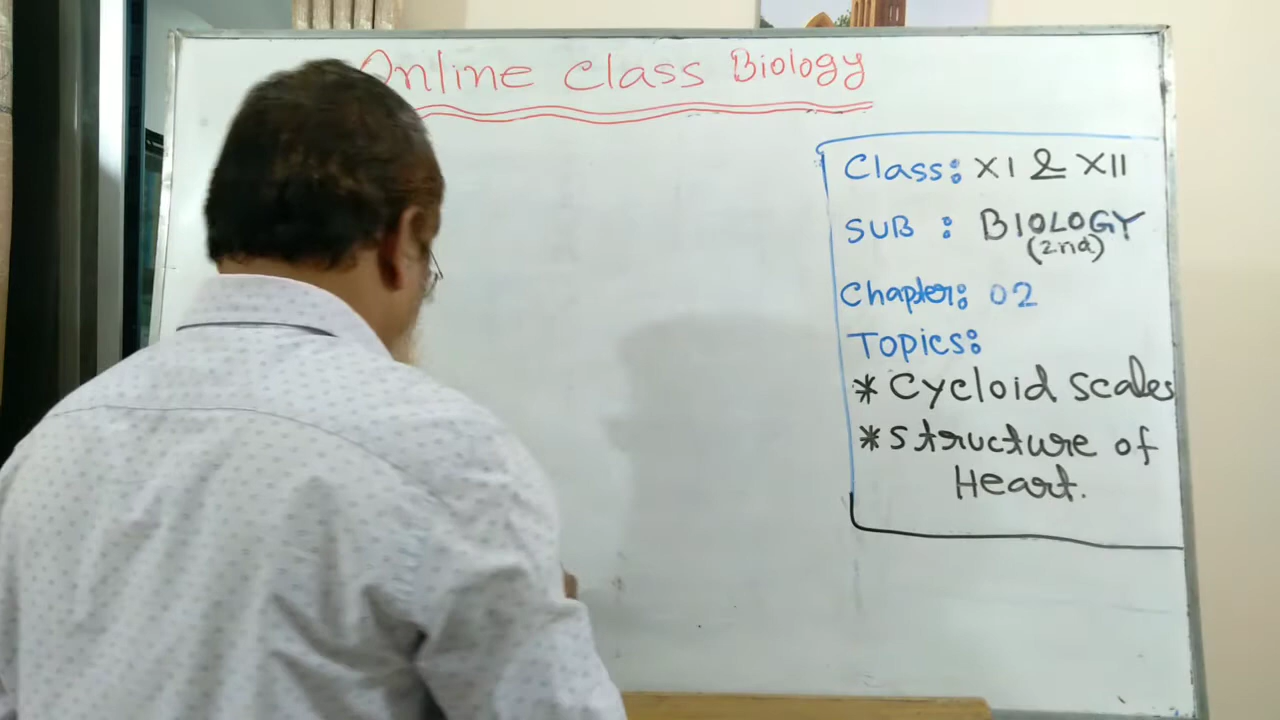 Online Class Biology
Class: XI & XII
SUB : BIOLOGY
(2nd)
Chapter: 02
Topics:
* Cycloid Scales
* Structure of
Heart.